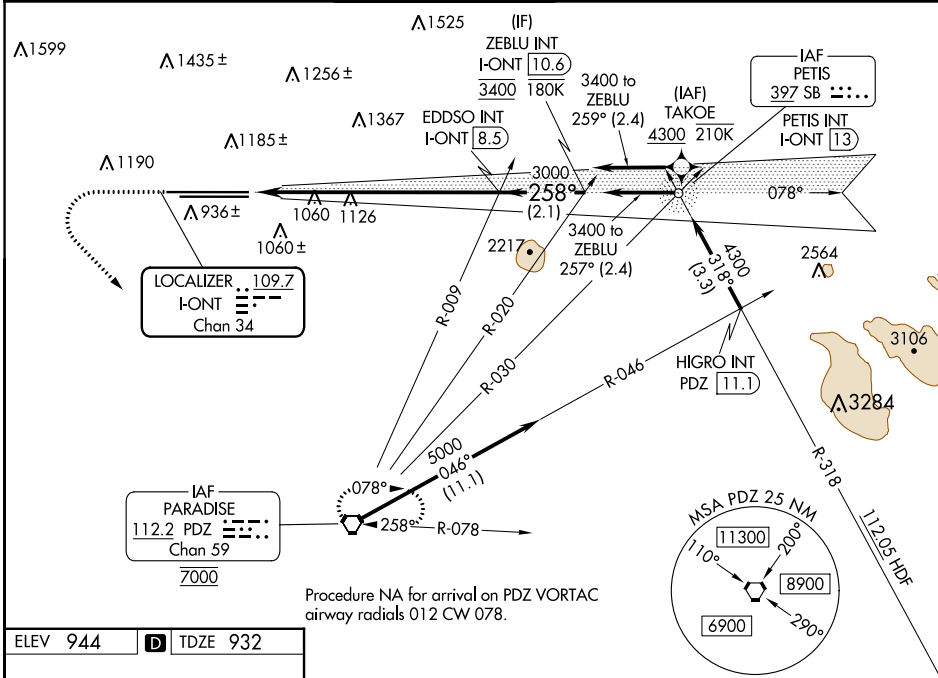 1599
1435±
1256±
1525
1367
1185±
1190
936±
1060
1126
1060±
2217
2564
3106
3284
(IF)
ZEBLU INT
I-ONT 10.6
3400 180K
EDDSO INT
I-ONT 8.5
3400 to
ZEBLU
259° (2.4)
(IAF)
TAKOE
4300 210K
IAF
PETIS
397 SB
PETIS INT
I-ONT 13
3000
258°
(2.1)
078°
3400 to
ZEBLU
257° (2.4)
4300
318°
(3.3)
LOCALIZER 109.7
I-ONT
Chan 34
R-009
R-020
R-030
R-046
HIGRO INT
PDZ 11.1
R-318
112.05 HDF
5000
046°
(11.1)
078°
258°
R-078
IAF
PARADISE
112.2 PDZ
Chan 59
7000
Procedure NA for arrival on PDZ VORTAC
airway radials 012 CW 078.
MSA PDZ 25 NM
11300
110°
200°
8900
6900
290°
ELEV 944 D TDZE 932